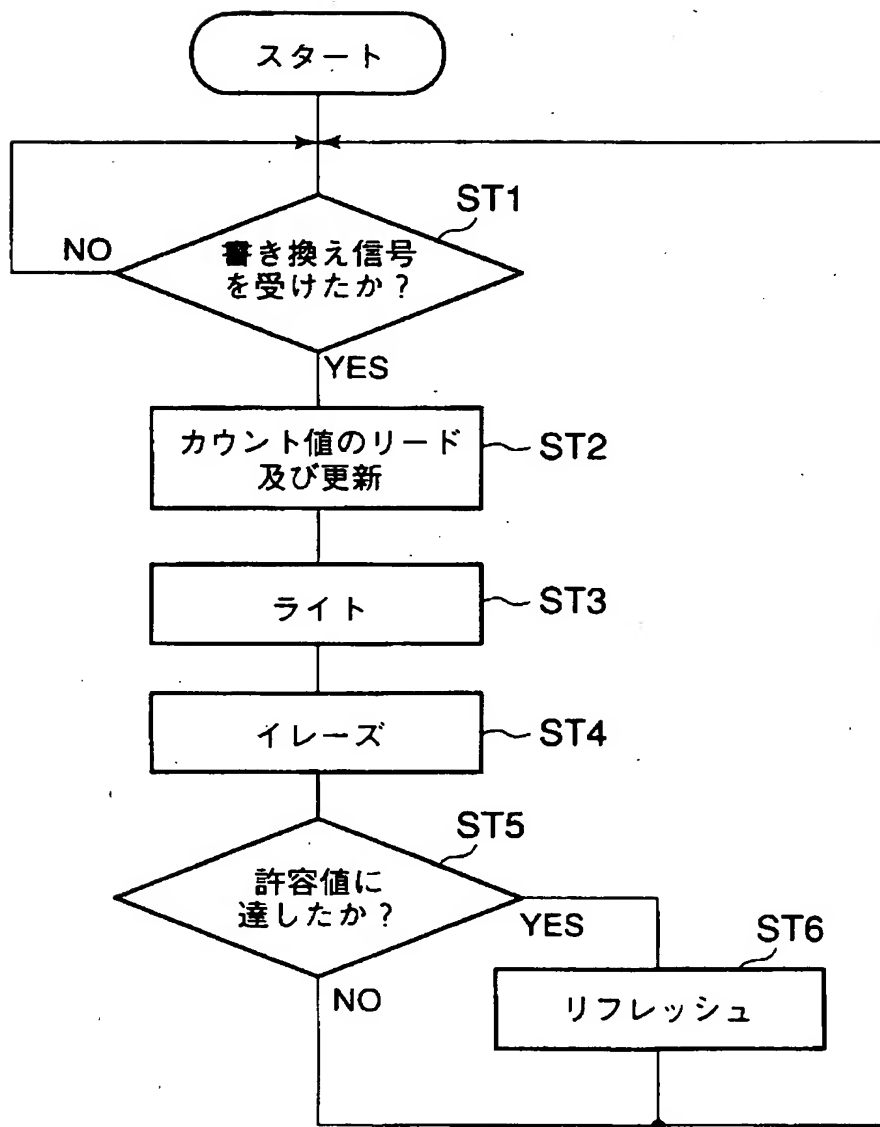 スタート
ST1
NO
書き換え信号
を受けたか?
YES
カウント値のリード
及び更新
ST2
ライト
ST3
イレーズ
ST4
ST5
許容値に
達したか?
YES
ST6
NO
リフレッシュ